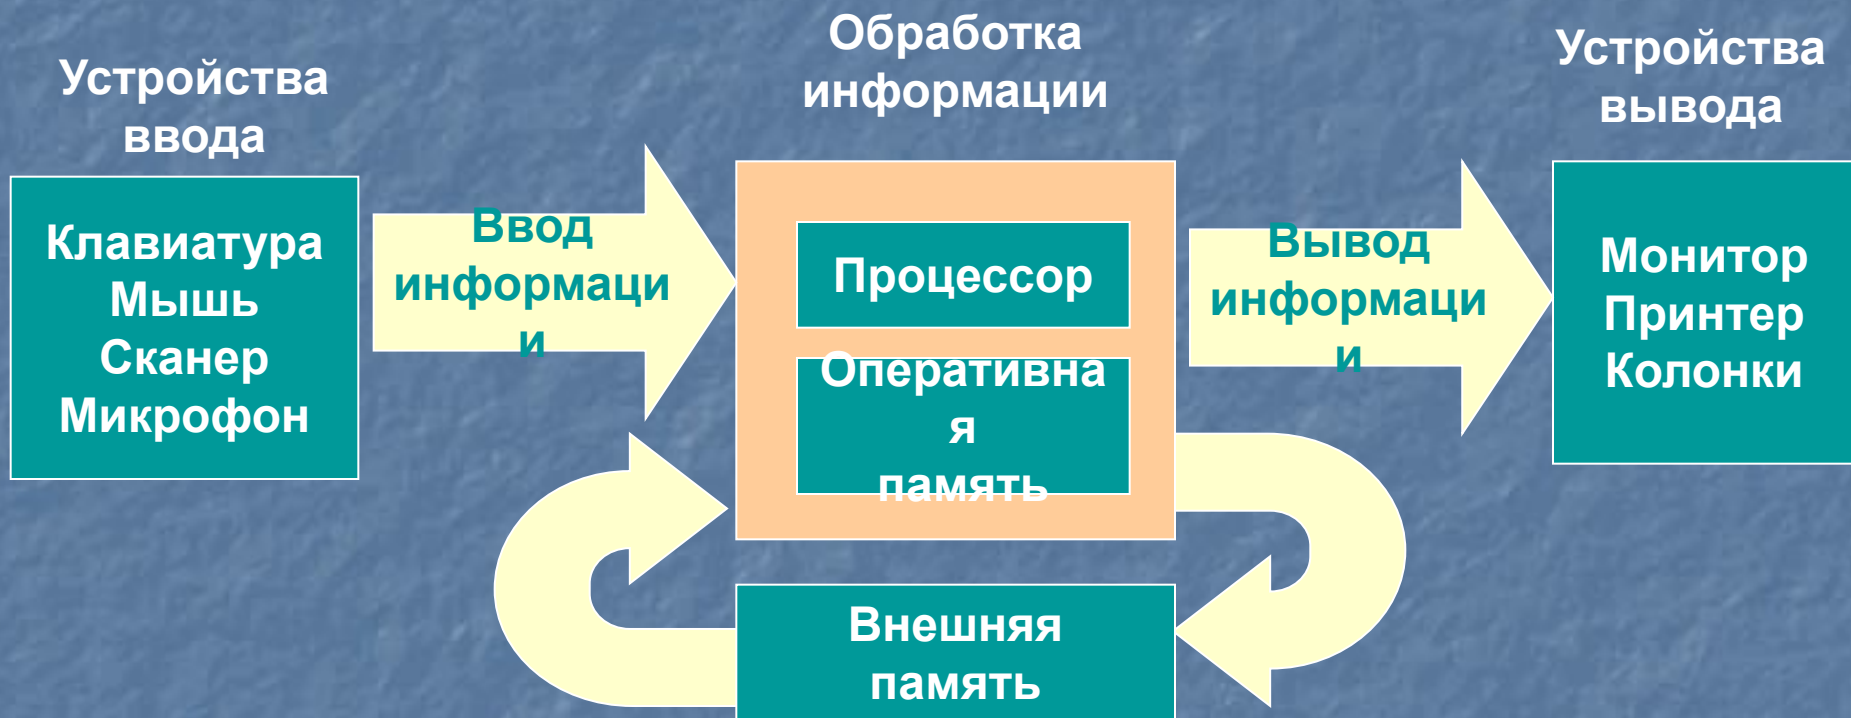 Устройства
ввода
Клавиатура
Мышь
Сканер
Микрофон
Ввод
информаци
и
Обработка
информации
Процессор
Оперативна
я
память
Внешняя
память
Вывод
информаци
и
Устройства
вывода
Монитор
Принтер
Колонки